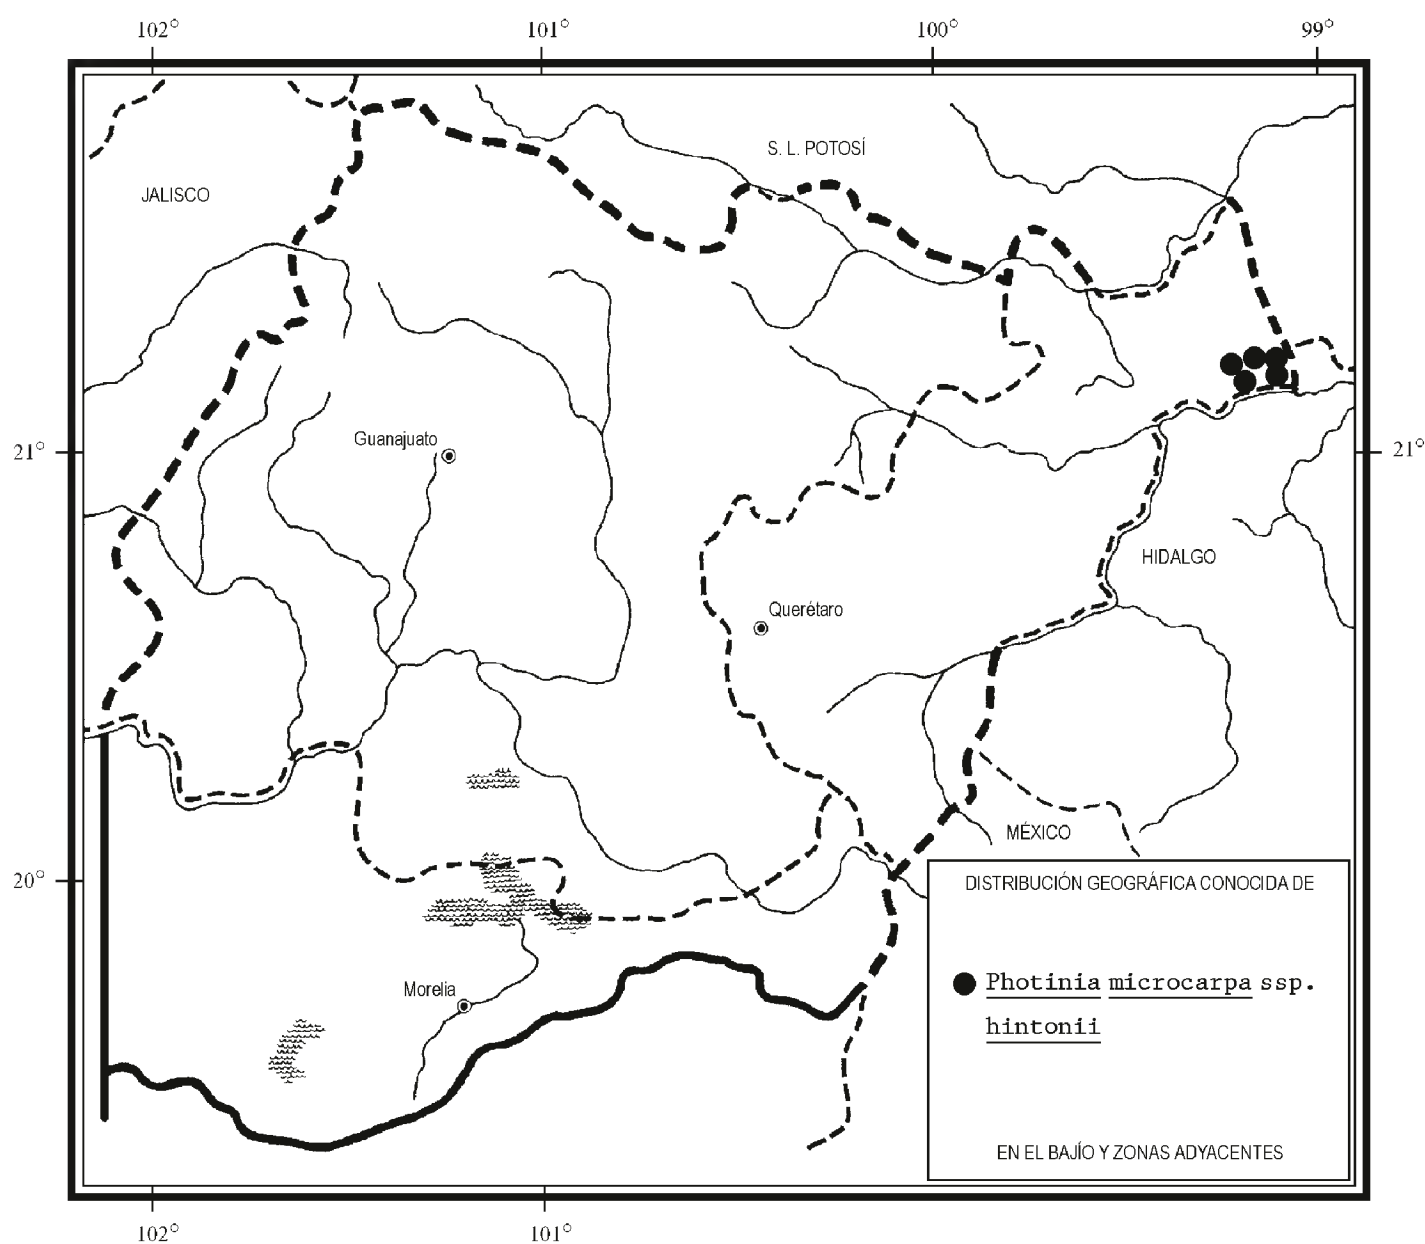 102° 101° 100° 99°
S. L. POTOSÍ
JALISCO
Guanajuato
21° 21°
HIDALGO
Querétaro
MÉXICO
20°
DISTRIBUCIÓN GEOGRÁFICA CONOCIDA DE
Photinia microcarpa ssp.
hintonii
Morelia
EN EL BAJÍO Y ZONAS ADYACENTES
102° 101°